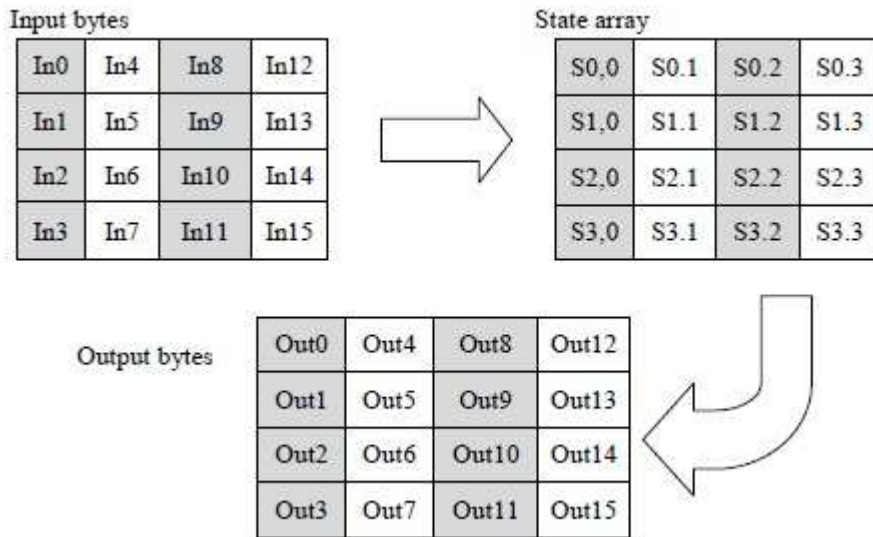 Input bytes
In0 In4 In8 In12
In1 In5 In9 In13
In2 In6 In10 In14
In3 In7 In11 In15
State array
S0,0 S0.1 S0.2 S0.3
S1,0 S1.1 S1.2 S1.3
S2,0 S2.1 S2.2 S2.3
S3,0 S3.1 S3.2 S3.3
Output bytes
Out0 Out4 Out8 Out12
Out1 Out5 Out9 Out13
Out2 Out6 Out10 Out14
Out3 Out7 Out11 Out15